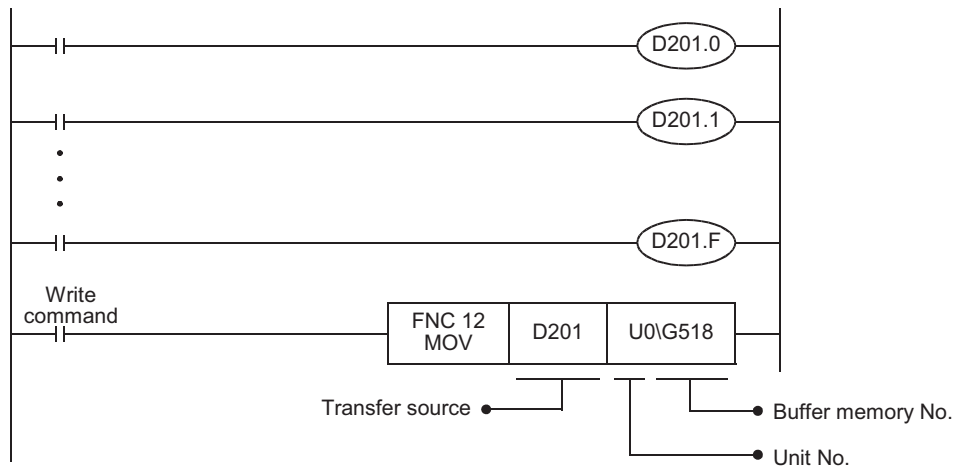 D201.0
D201.1
D201.F
Write
command
FNC 12
MOV
D201
U0\G518
Transfer source
Buffer memory No.
Unit No.